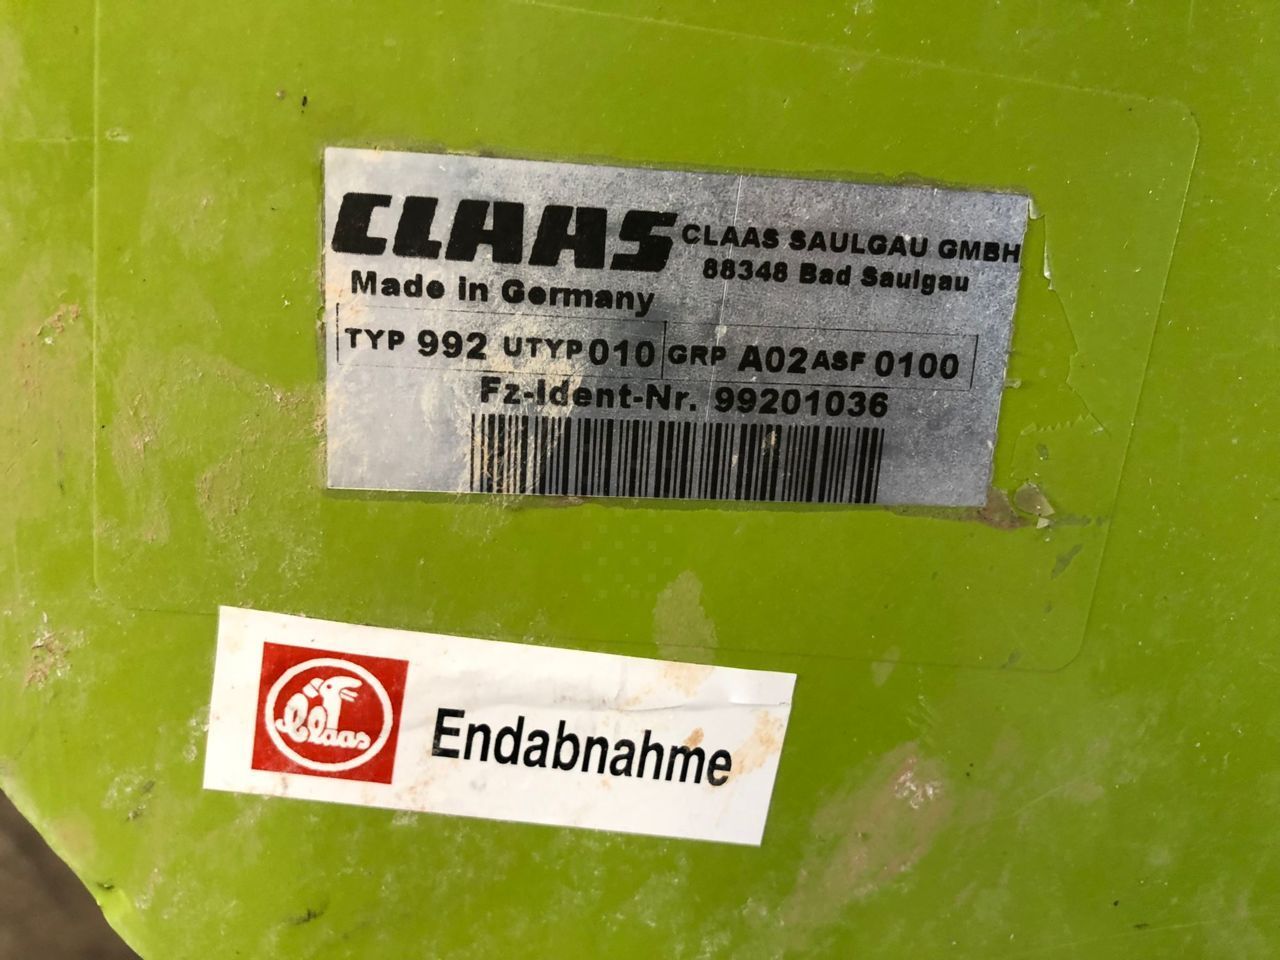 CLAAS CLAAS SAULGAU GMBH
88348 Bad Saulgau
Made in Germany
TYP 992 UTYP 010 GRP A02 ASF 0100
Fz-Ident-Nr. 99201036
Claas
Endabnahme